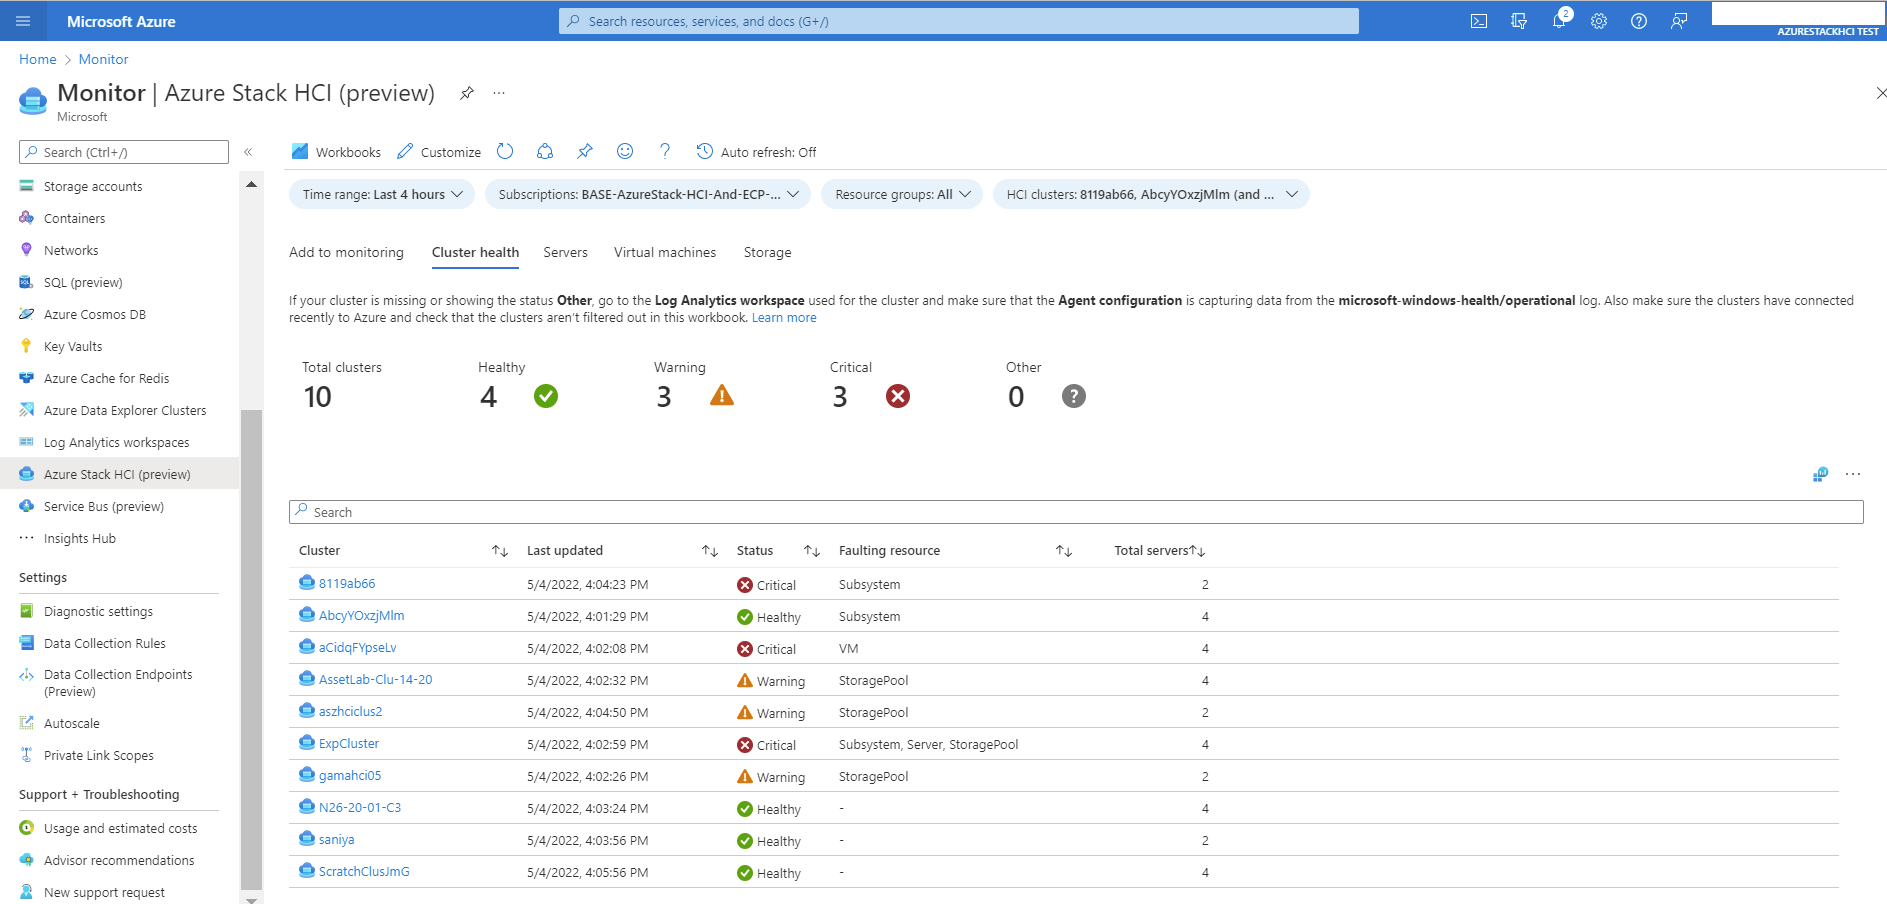 Microsoft Azure
Search resources, services, and docs (G+/)
2
AZURESTACKHCI TEST
Home > Monitor
Monitor | Azure Stack HCI (preview)
Microsoft
Search (Ctrl+/)
Storage accounts
Containers
Networks
SQL (preview)
Azure Cosmos DB
Key Vaults
Azure Cache for Redis
Azure Data Explorer Clusters
Log Analytics workspaces
Azure Stack HCI (preview)
Service Bus (preview)
Insights Hub
Settings
Diagnostic settings
Data Collection Rules
Data Collection Endpoints
(Preview)
Autoscale
Private Link Scopes
Support + Troubleshooting
Usage and estimated costs
Advisor recommendations
New support request
Workbooks Customize Auto refresh: Off
Time range: Last 4 hours Subscriptions: BASE-AzureStack-HCI-And-ECP-... Resource groups: All HCI clusters: 8119ab66, AbcyYOxzjMlm (and ...
Add to monitoring Cluster health Servers Virtual machines Storage
If your cluster is missing or showing the status Other, go to the Log Analytics workspace used for the cluster and make sure that the Agent configuration is capturing data from the microsoft-windows-health/operational log. Also make sure the clusters have connected
recently to Azure and check that the clusters aren't filtered out in this workbook. Learn more
Total clusters Healthy Warning Critical Other
10 4 3 3 0
Search
Cluster Last updated Status Faulting resource Total servers
8119ab66 5/4/2022, 4:04:23 PM Critical Subsystem 2
AbcyYOxzjMlm 5/4/2022, 4:01:29 PM Healthy Subsystem 4
aCidqFYpseLv 5/4/2022, 4:02:08 PM Critical VM 4
AssetLab-Clu-14-20 5/4/2022, 4:02:32 PM Warning StoragePool 4
aszhciclus2 5/4/2022, 4:04:50 PM Warning StoragePool 2
ExpCluster 5/4/2022, 4:02:59 PM Critical Subsystem, Server, StoragePool 4
gamahci05 5/4/2022, 4:02:26 PM Warning StoragePool 2
N26-20-01-C3 5/4/2022, 4:03:24 PM Healthy - 4
saniya 5/4/2022, 4:03:56 PM Healthy - 2
ScratchClusJmG 5/4/2022, 4:05:56 PM Healthy - 4